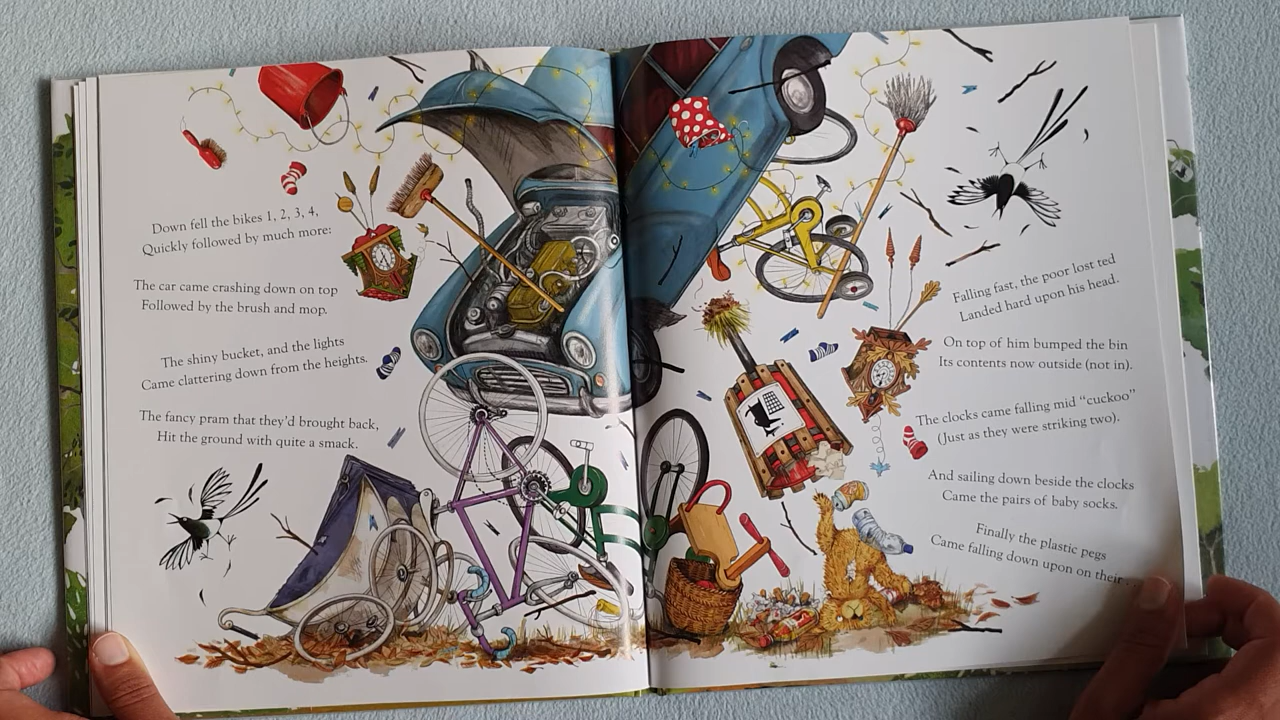 Down fell the bikes 1, 2, 3, 4,
Quickly followed by much more:
The car came crashing down on top
Followed by the brush and mop.
The shiny bucket, and the lights
Came clattering down from the heights.
The fancy pram that they'd brought back,
Hit the ground with quite a smack.
Falling fast, the poor lost ted
Landed hard upon his head.
On top of him bumped the bin
Its contents now outside (not in).
The clocks came falling mid “cuckoo”
(Just as they were striking two).
And sailing down beside the clocks
Came the pairs of baby socks.
Finally the plastic pegs
Came falling down upon on their . . .